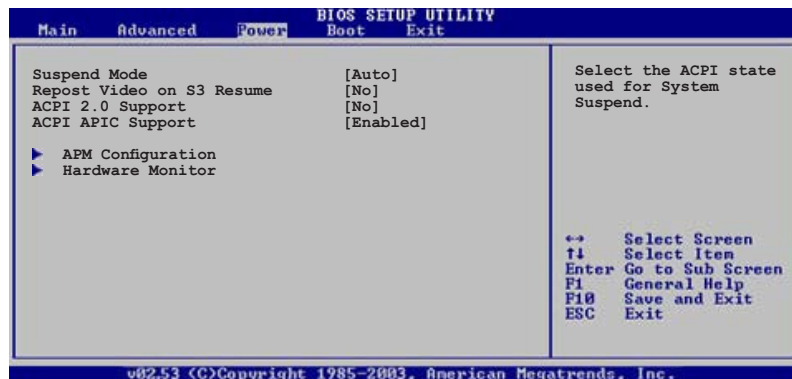 BIOS SETUP UTILITY
Main Advanced Power Boot Exit
Suspend Mode [Auto]
Repost Video on S3 Resume [No]
ACPI 2.0 Support [No]
ACPI APIC Support [Enabled]
APM Configuration
Hardware Monitor
Select the ACPI state
used for System
Suspend.
↔ Select Screen
↑↓ Select Item
Enter Go to Sub Screen
F1 General Help
F10 Save and Exit
ESC Exit
v02.53 (C)Copyright 1985-2003, American Megatrends, Inc.